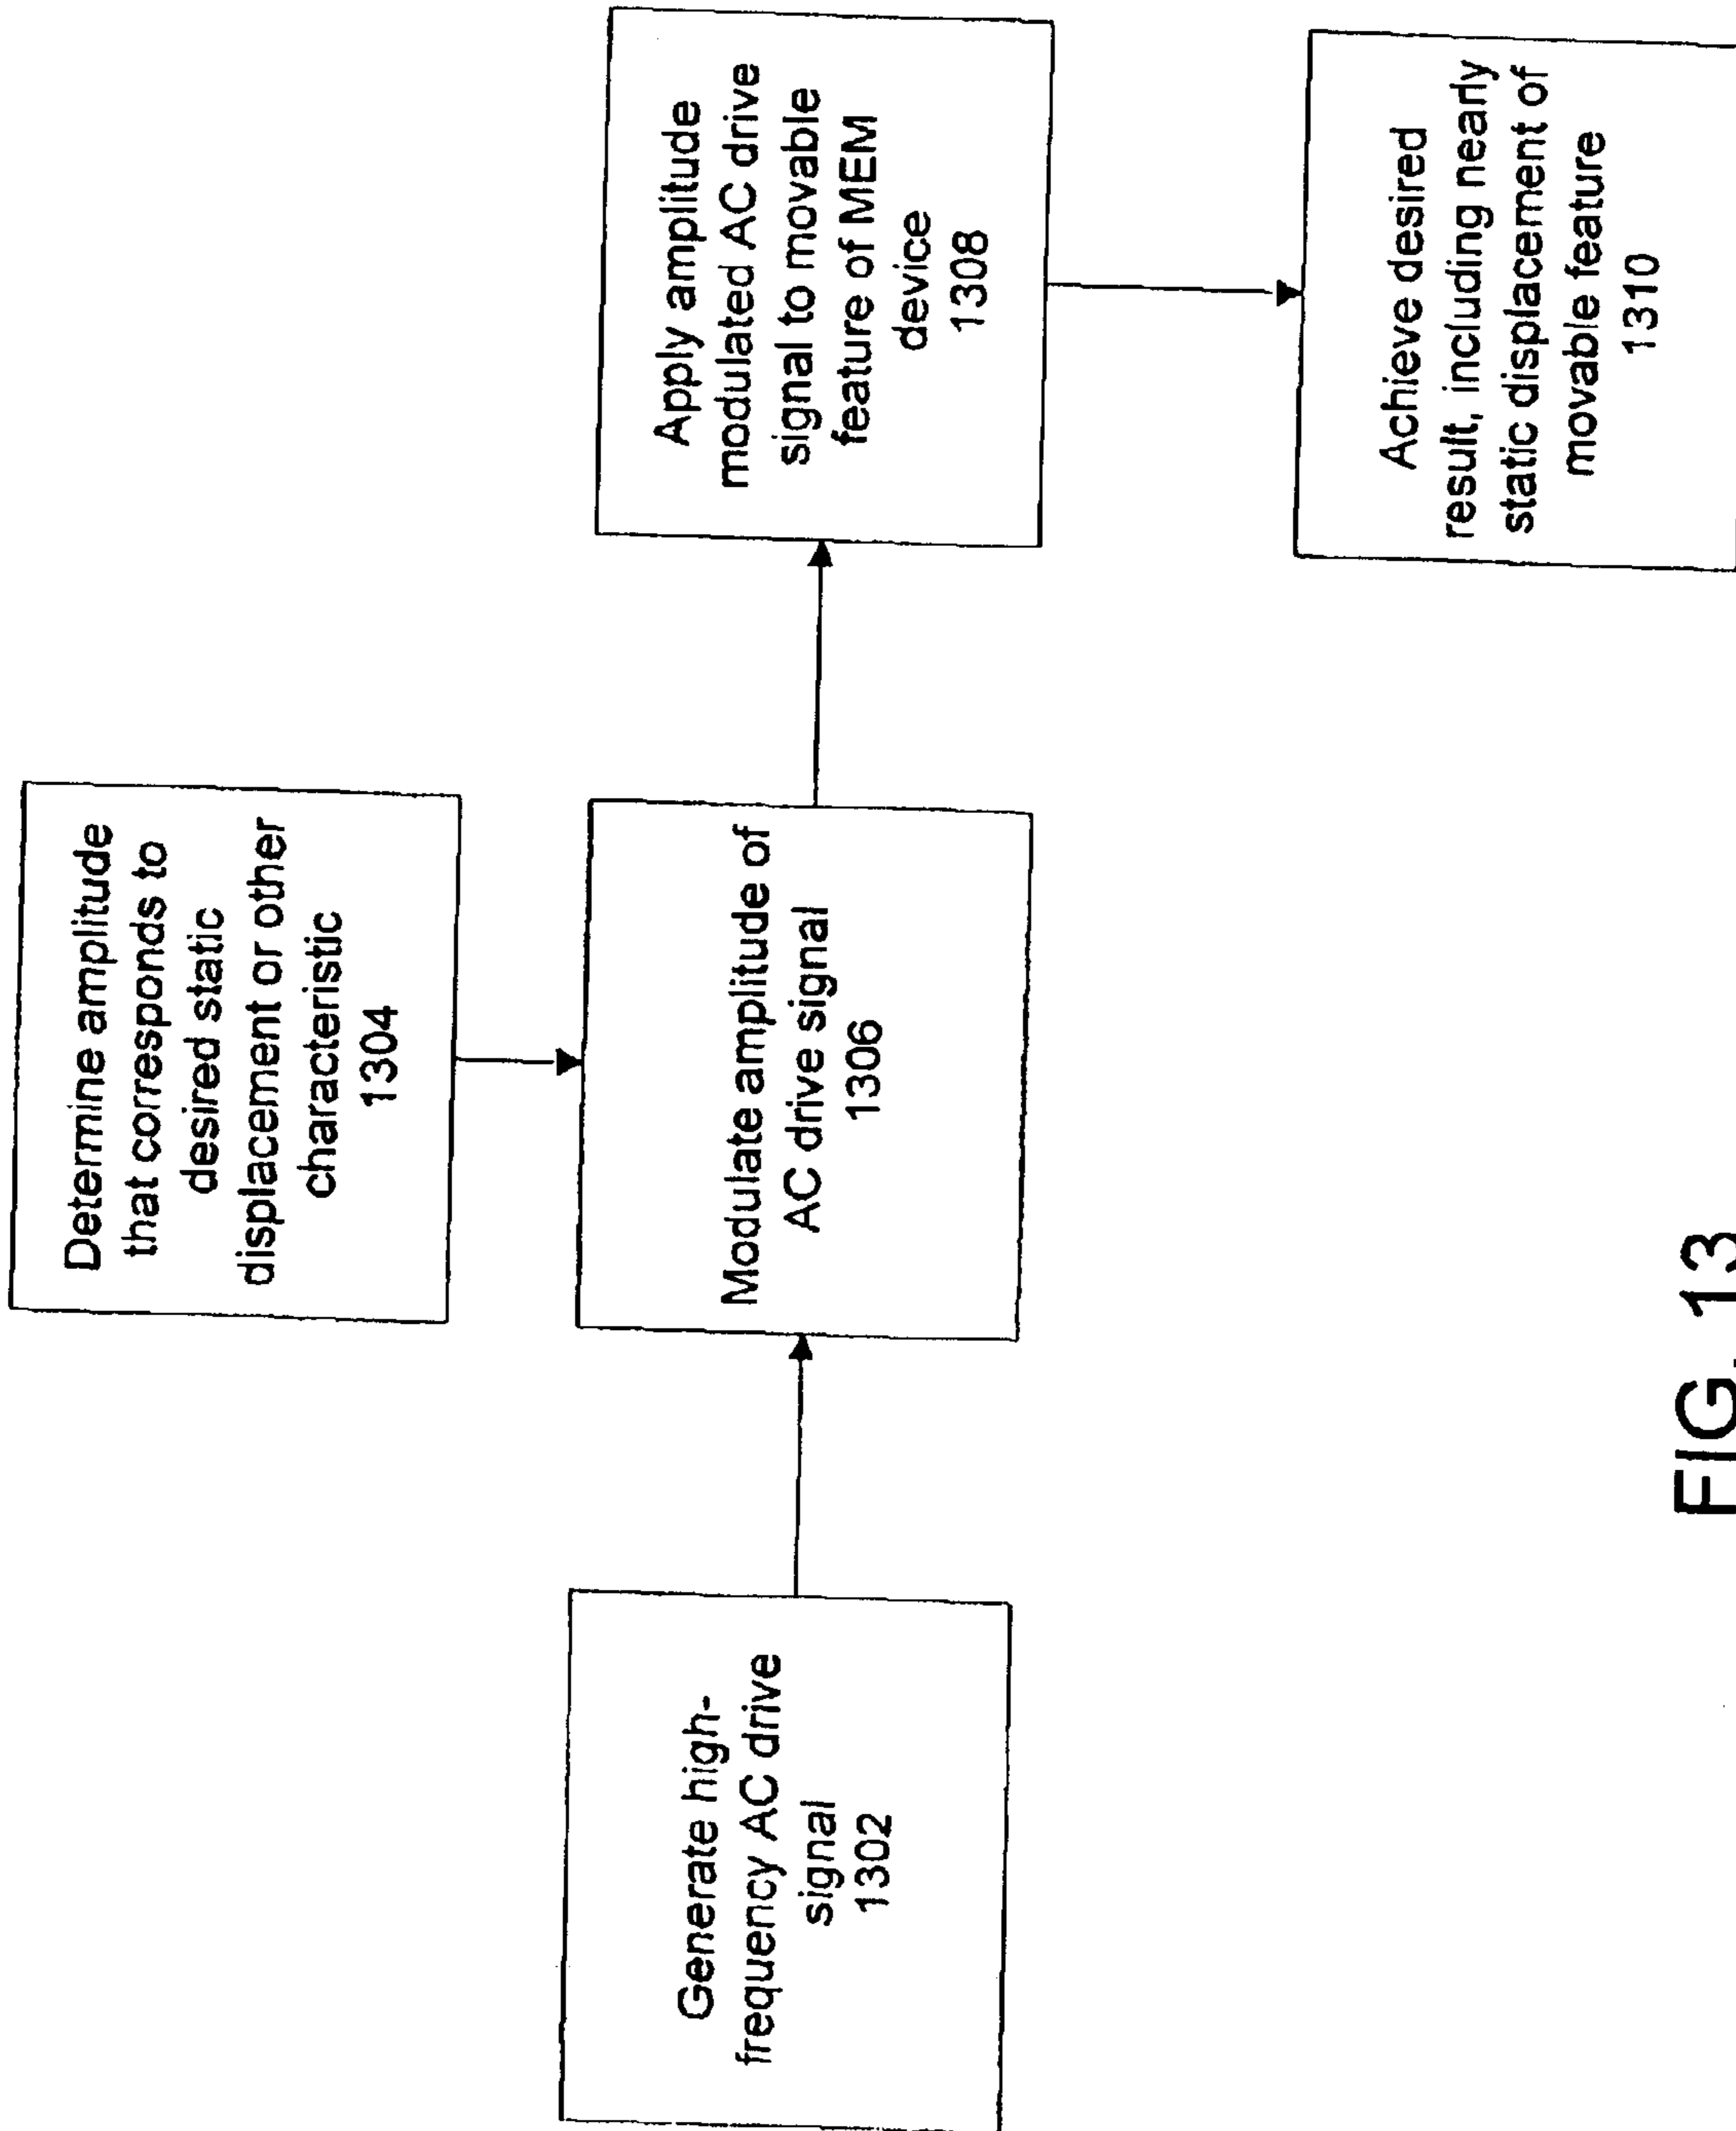 Determine amplitude
that corresponds to
desired static
displacement or other
characteristic
1304
Generate high-
frequency AC drive
signal
1302
Modulate amplitude of
AC drive signal
1306
Apply amplitude
modulated AC drive
signal to movable
feature of MEM
device
1308
Achieve desired
result, including nearly
static displacement of
movable feature
1310
FIG. 13